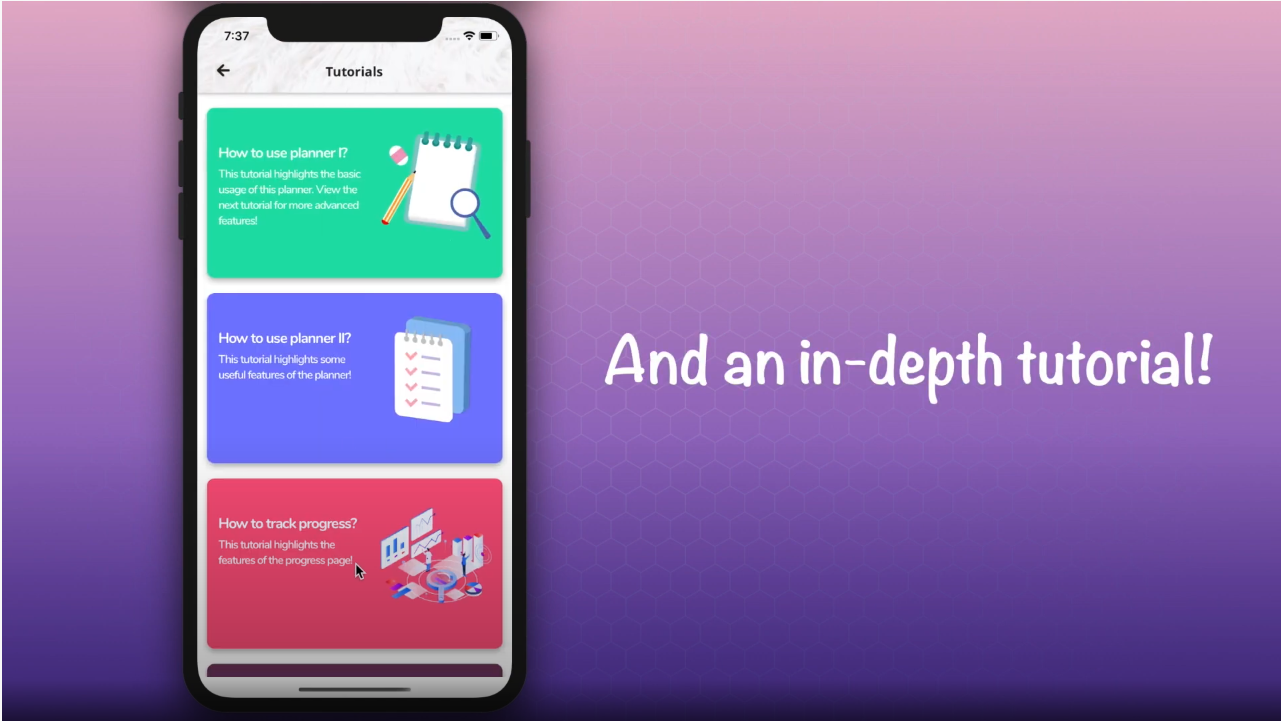 7:37
Tutorials
How to use planner I?
This tutorial highlights the basic
usage of this planner. View the
next tutorial for more advanced
features!
How to use planner II?
This tutorial highlights some
useful features of the planner!
How to track progress?
This tutorial highlights the
features of the progress page!
And an in-depth tutorial!